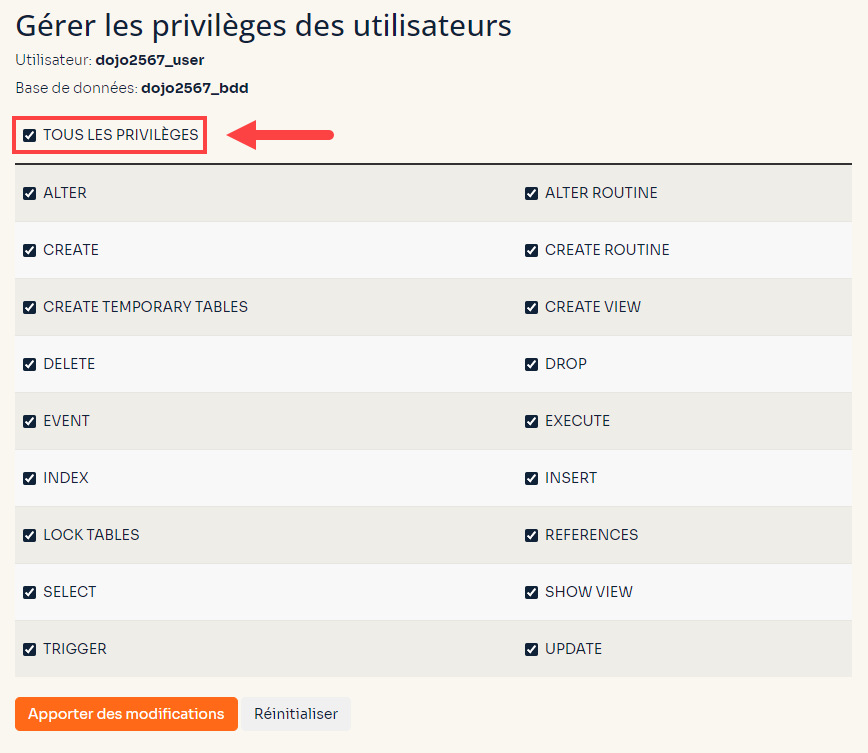 Gérer les privilèges des utilisateurs
Utilisateur: dojo2567_user
Base de données: dojo2567_bdd
TOUS LES PRIVILÈGES
ALTER ALTER ROUTINE
CREATE CREATE ROUTINE
CREATE TEMPORARY TABLES CREATE VIEW
DELETE DROP
EVENT EXECUTE
INDEX INSERT
LOCK TABLES REFERENCES
SELECT SHOW VIEW
TRIGGER UPDATE
Apporter des modifications Réinitialiser